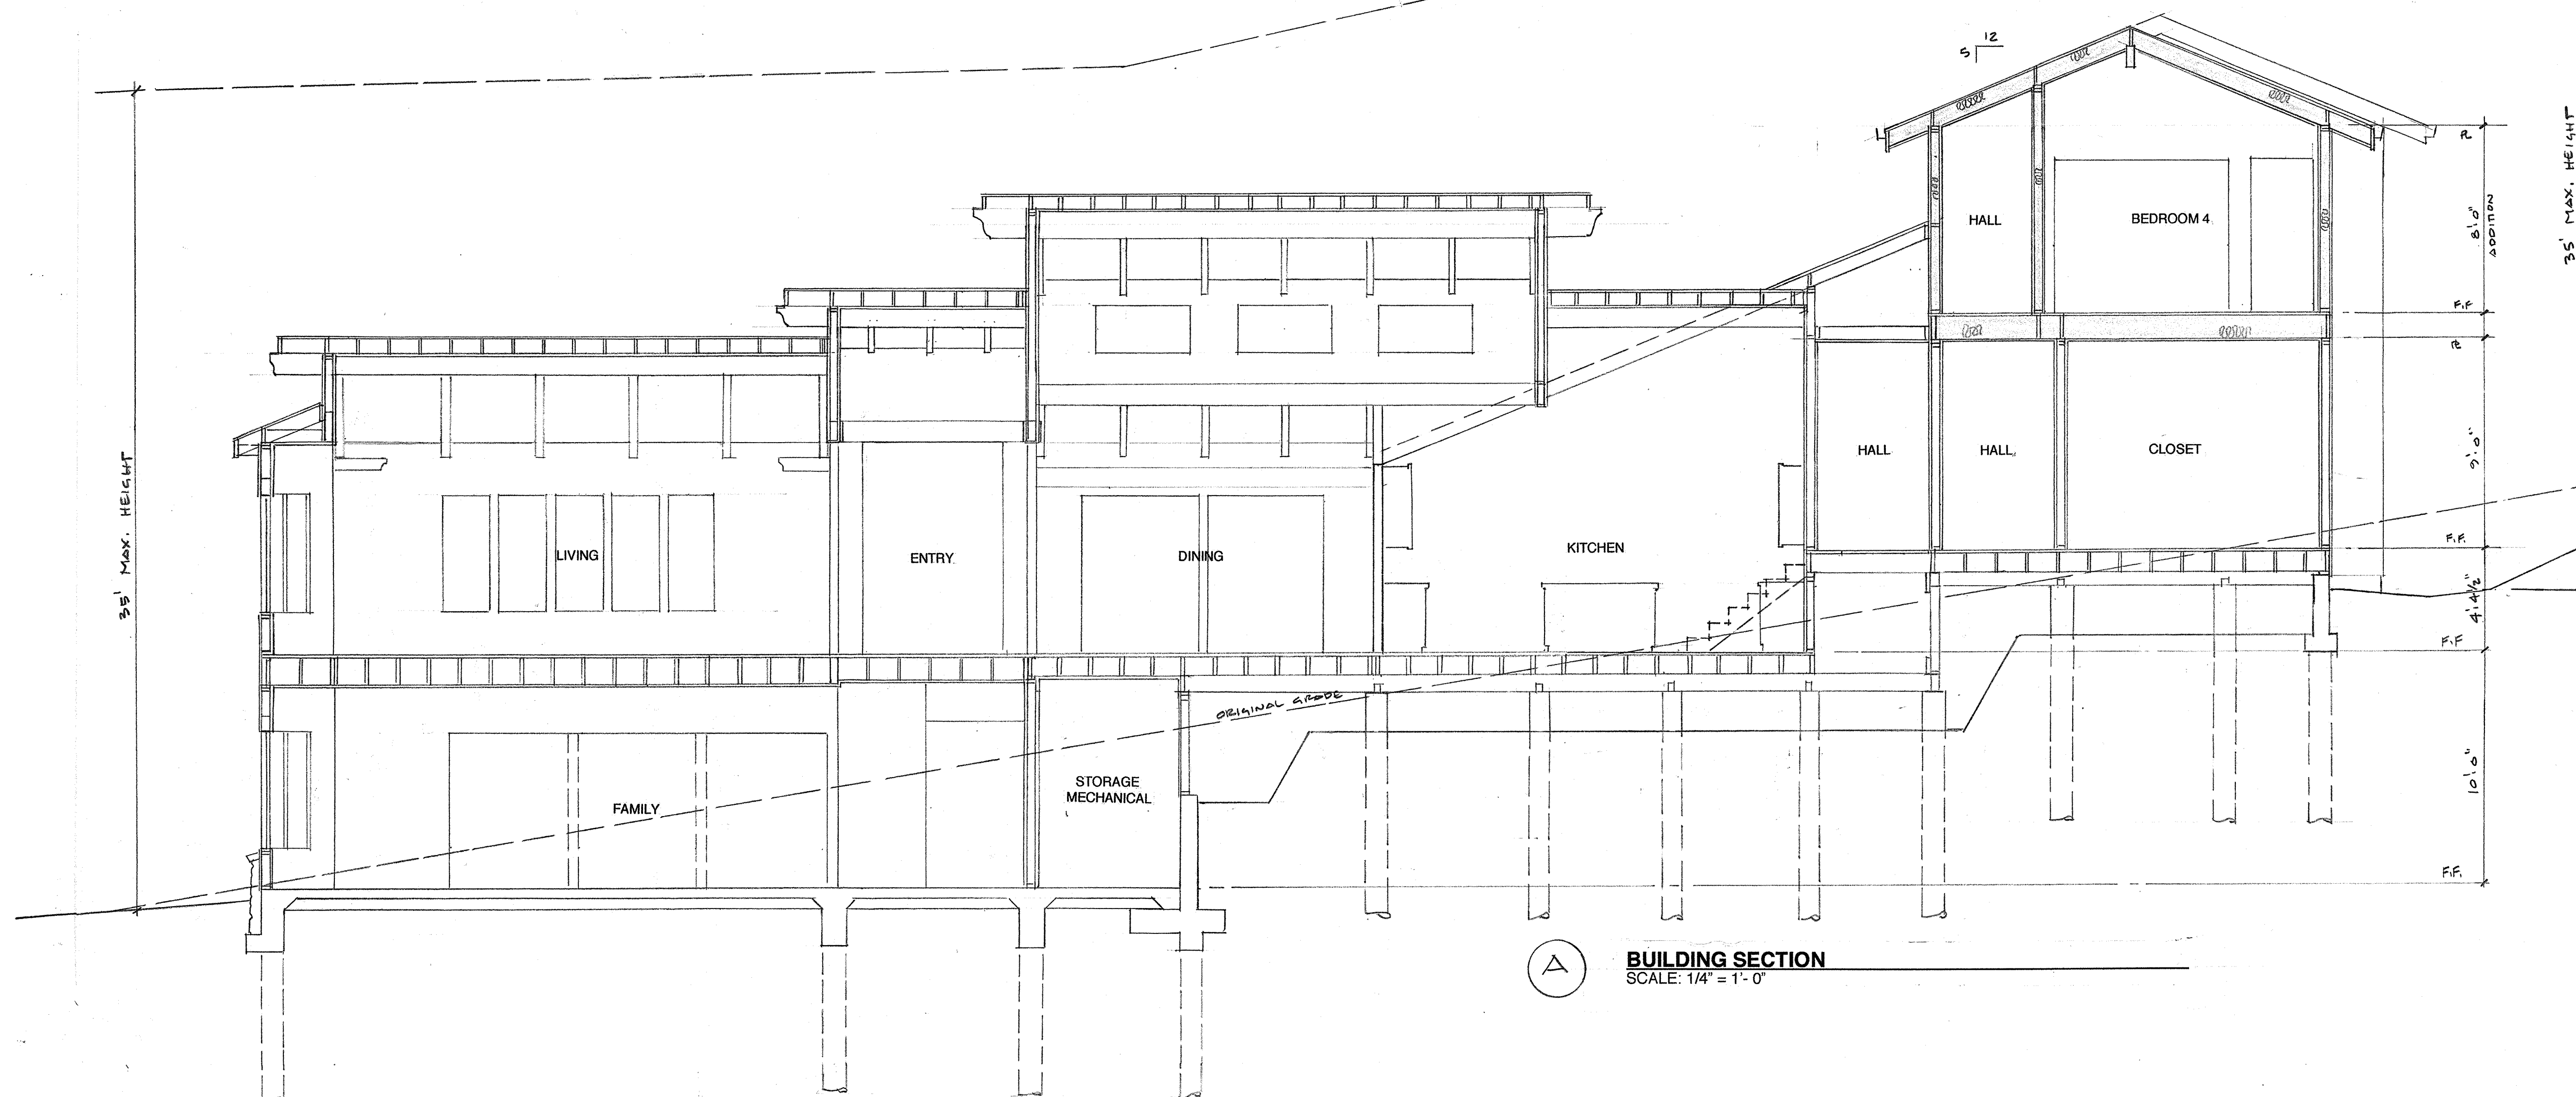 12
5
35' MAX. HEIGHT
PL
HALL
BEDROOM 4
8'.0"
ADDITION
F.F
PL
35' MAX. HEIGHT
HALL
HALL
CLOSET
9'.0"
LIVING
ENTRY
DINING
KITCHEN
F.F.
4'.4 1/2"
F.F
ORIGINAL GRADE
FAMILY
STORAGE
MECHANICAL
10'.0"
F.F.
A
BUILDING SECTION
SCALE: 1/4" = 1'- 0"